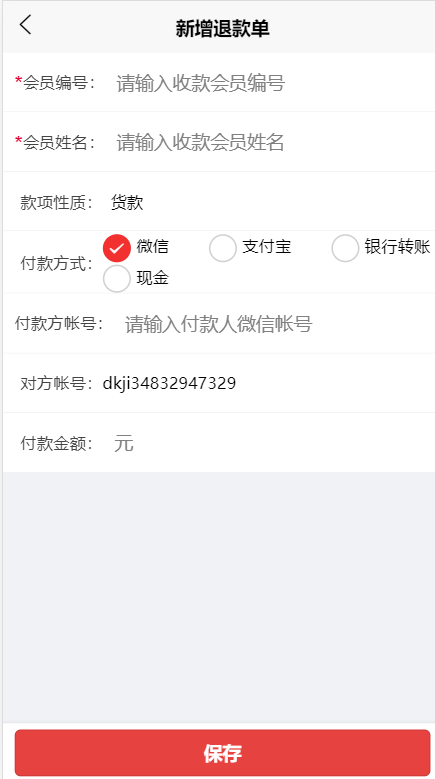 新增退款单
*会员编号： 请输入收款会员编号
*会员姓名： 请输入收款会员姓名
款项性质： 货款
付款方式： 微信 支付宝 银行转账
现金
付款方帐号： 请输入付款人微信帐号
对方帐号：dkji34832947329
付款金额： 元
保存